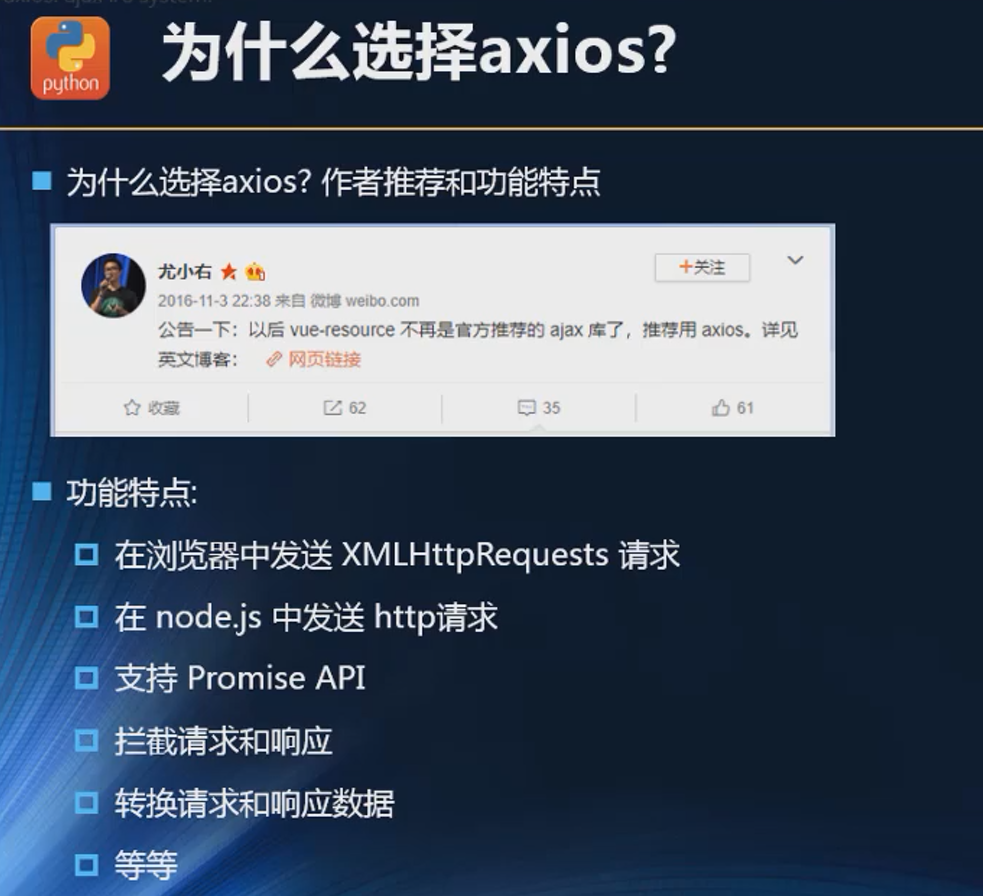 python
为什么选择axios?
为什么选择axios? 作者推荐和功能特点
尤小右
+关注
2016-11-3 22:38 来自 微博 weibo.com
公告一下：以后 vue-resource 不再是官方推荐的 ajax 库了，推荐用 axios。详见
英文博客： 网页链接
收藏
62
35
61
功能特点:
在浏览器中发送 XMLHttpRequests 请求
在 node.js 中发送 http请求
支持 Promise API
拦截请求和响应
转换请求和响应数据
等等